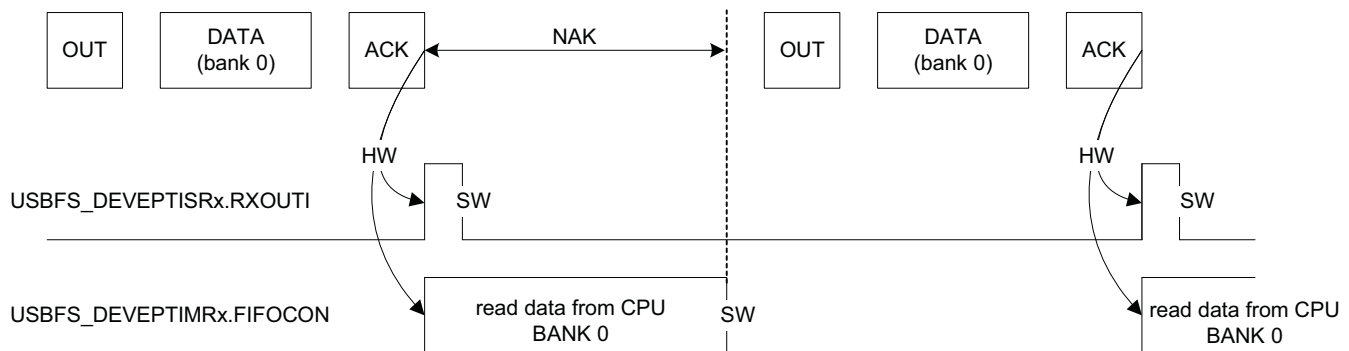 OUT
DATA
(bank 0)
ACK
NAK
OUT
DATA
(bank 0)
ACK
HW
HW
USBFS_DEVEPTISRx.RXOUTI
SW
SW
USBFS_DEVEPTIMRx.FIFOCON
read data from CPU
BANK 0
SW
read data from CPU
BANK 0